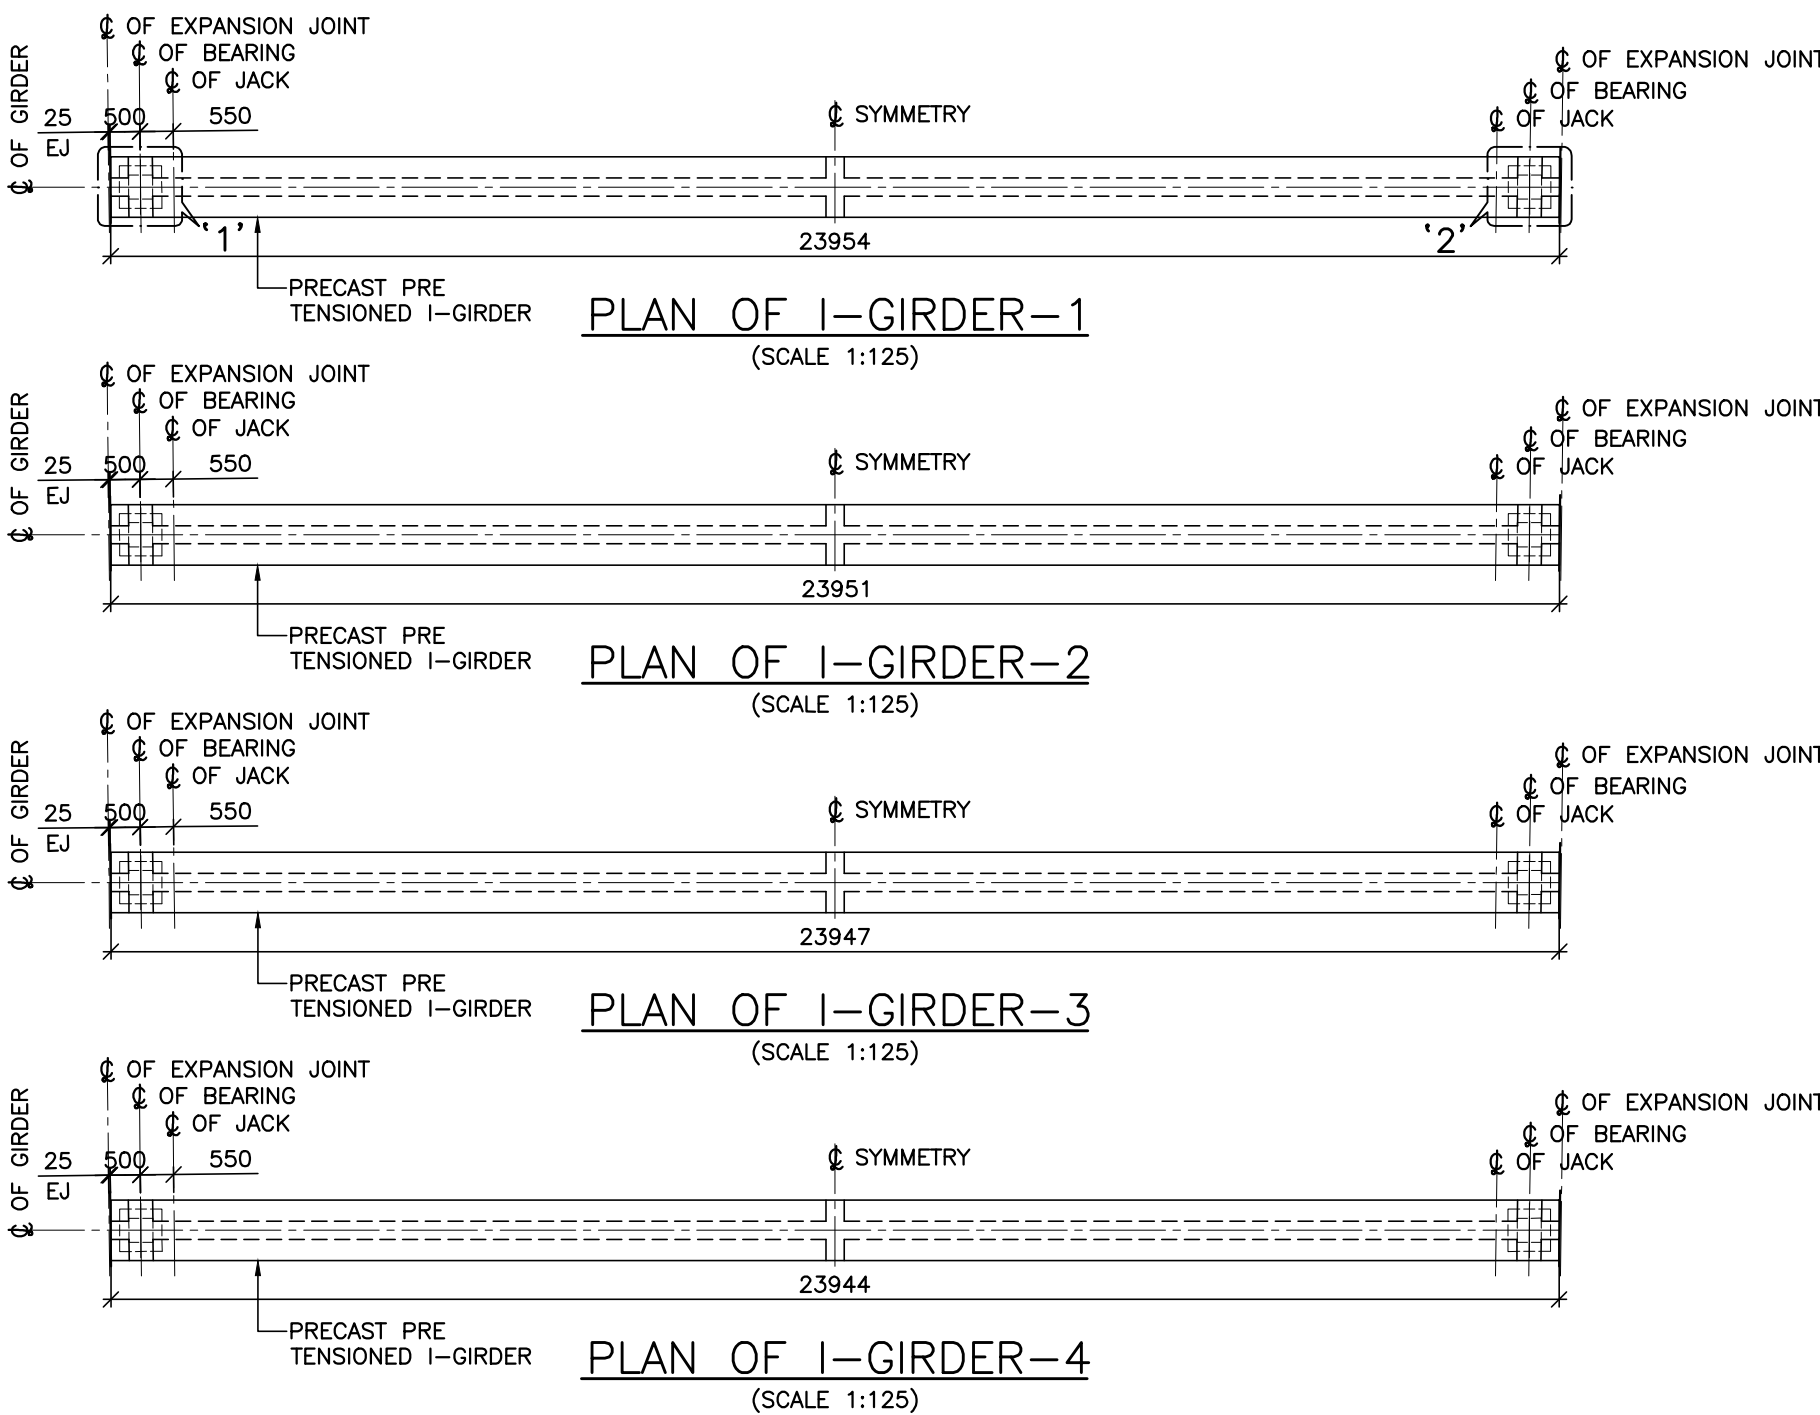 ℄ OF EXPANSION JOINT
℄ OF BEARING
℄ OF JACK
℄ OF GIRDER
25
EJ
500
550
℄ SYMMETRY
℄ OF EXPANSION JOINT
℄ OF BEARING
℄ OF JACK
'1'
'2'
23954
PRECAST PRE
TENSIONED I-GIRDER
PLAN OF I-GIRDER-1
(SCALE 1:125)
℄ OF EXPANSION JOINT
℄ OF BEARING
℄ OF JACK
℄ OF GIRDER
25
EJ
500
550
℄ SYMMETRY
℄ OF EXPANSION JOINT
℄ OF BEARING
℄ OF JACK
23951
PRECAST PRE
TENSIONED I-GIRDER
PLAN OF I-GIRDER-2
(SCALE 1:125)
℄ OF EXPANSION JOINT
℄ OF BEARING
℄ OF JACK
℄ OF GIRDER
25
EJ
500
550
℄ SYMMETRY
℄ OF EXPANSION JOINT
℄ OF BEARING
℄ OF JACK
23947
PRECAST PRE
TENSIONED I-GIRDER
PLAN OF I-GIRDER-3
(SCALE 1:125)
℄ OF EXPANSION JOINT
℄ OF BEARING
℄ OF JACK
℄ OF GIRDER
25
EJ
500
550
℄ SYMMETRY
℄ OF EXPANSION JOINT
℄ OF BEARING
℄ OF JACK
23944
PRECAST PRE
TENSIONED I-GIRDER
PLAN OF I-GIRDER-4
(SCALE 1:125)